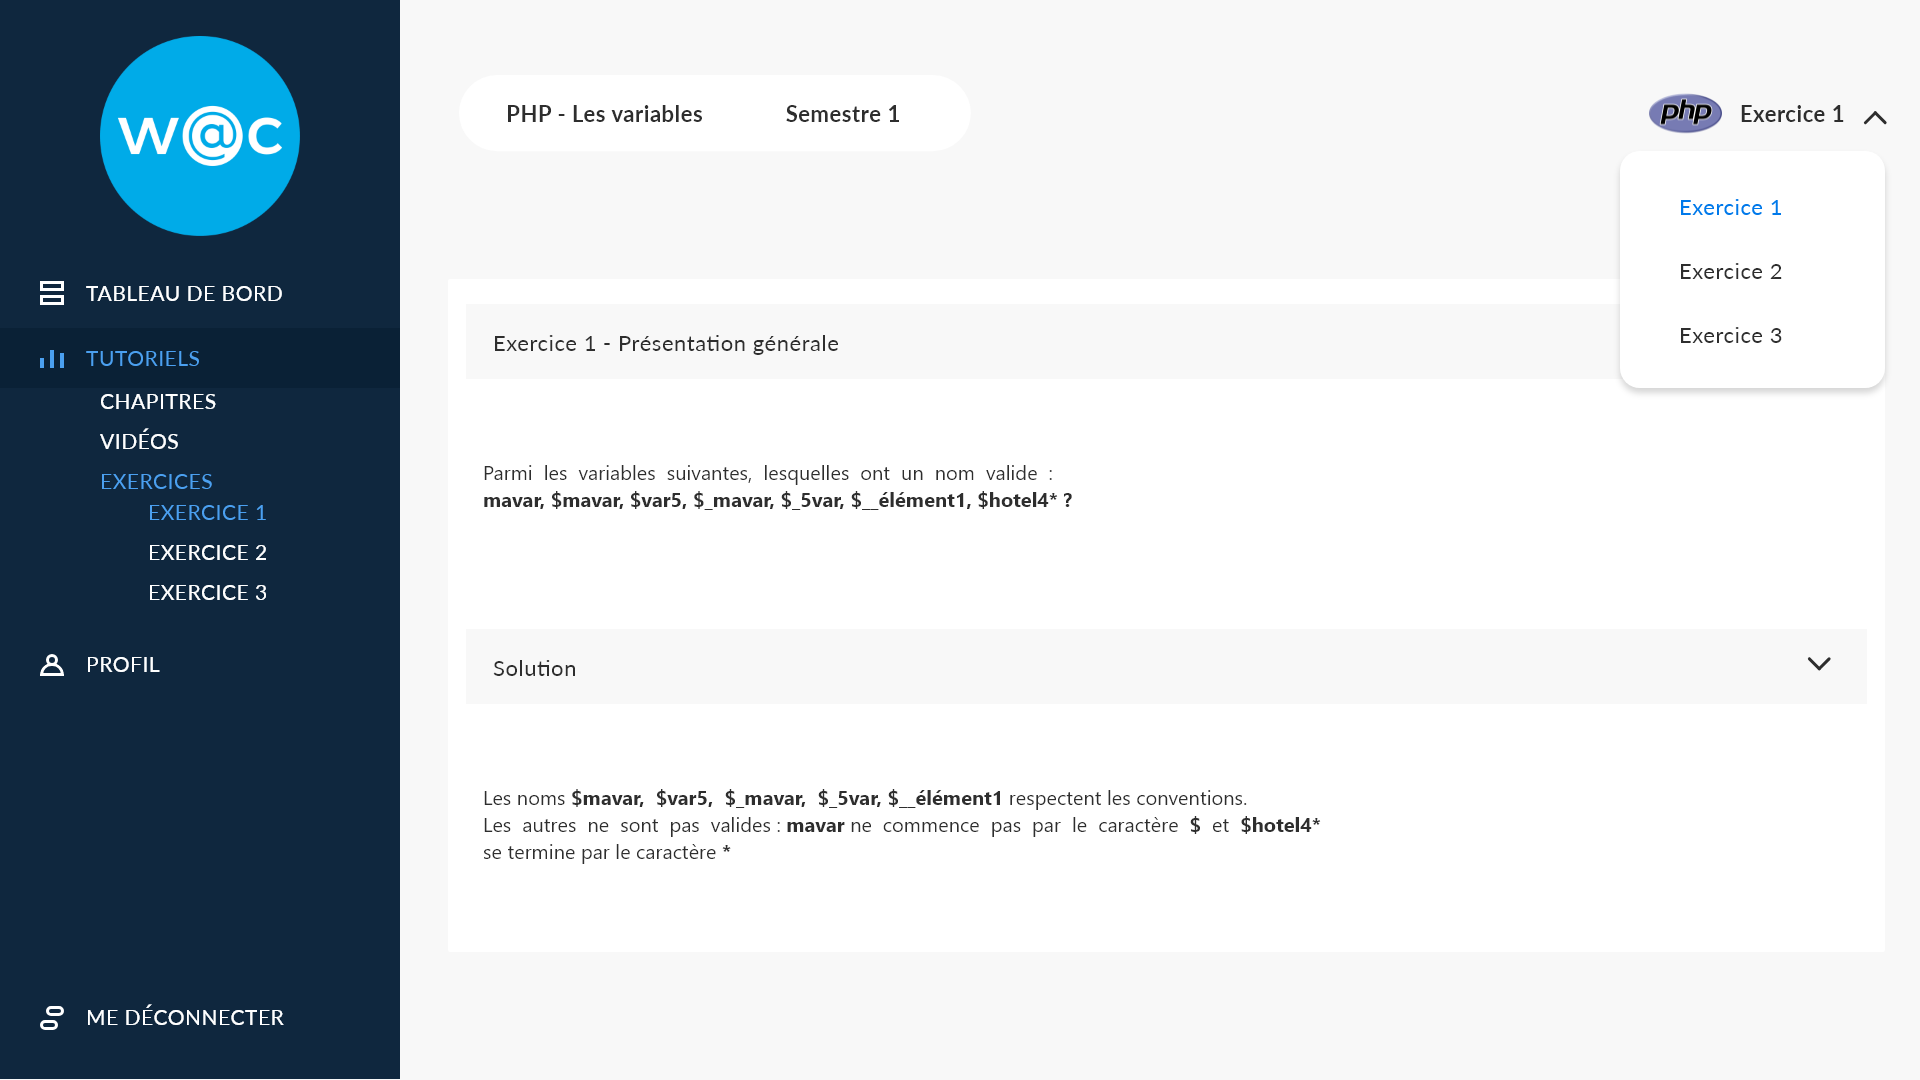 W@C
TABLEAU DE BORD
TUTORIELS
CHAPITRES
VIDÉOS
EXERCICES
EXERCICE 1
EXERCICE 2
EXERCICE 3
PROFIL
ME DÉCONNECTER
PHP - Les variables Semestre 1
php Exercice 1
Exercice 1
Exercice 2
Exercice 3
Exercice 1 - Présentation générale
Parmi les variables suivantes, lesquelles ont un nom valide :
mavar, $mavar, $var5, $_mavar, $_5var, $__élément1, $hotel4* ?
Solution
Les noms $mavar, $var5, $_mavar, $_5var, $__élément1 respectent les conventions.
Les autres ne sont pas valides : mavar ne commence pas par le caractère $ et $hotel4*
se termine par le caractère *